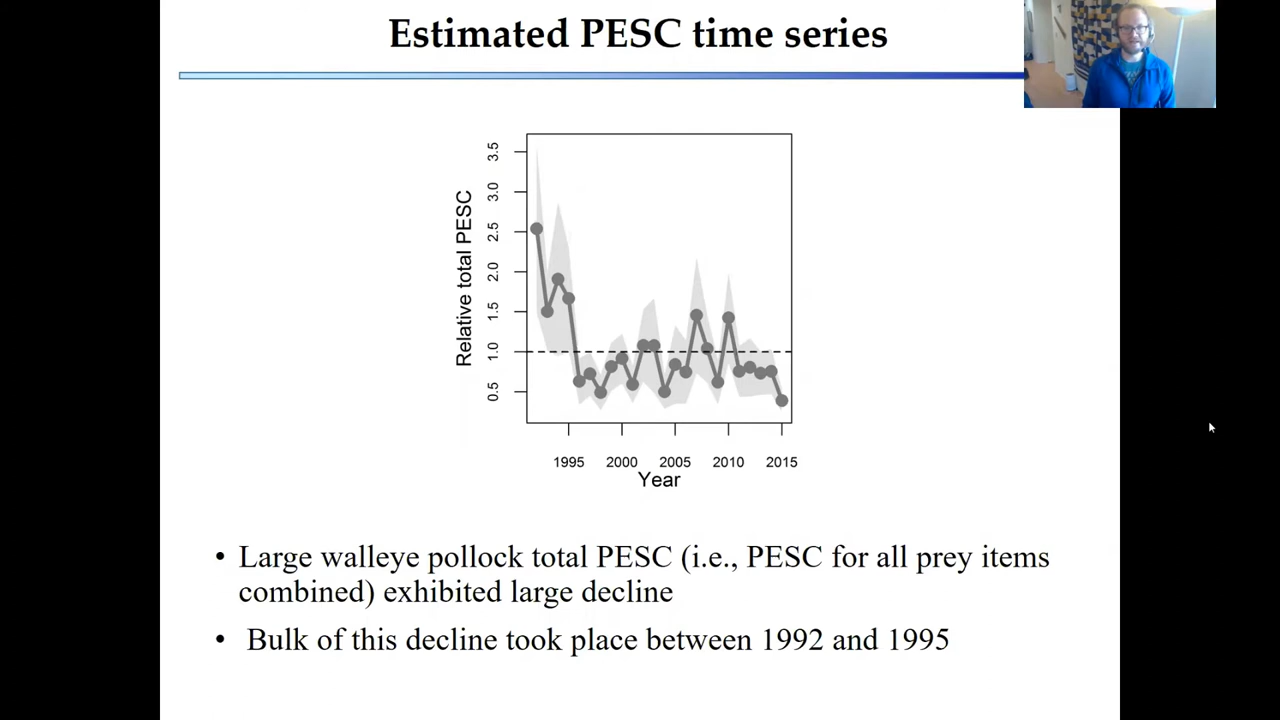 Estimated PESC time series
Relative total PESC
3.5
3.0
2.5
2.0
1.5
1.0
0.5
1995 2000 2005 2010 2015
Year
• Large walleye pollock total PESC (i.e., PESC for all prey items
combined) exhibited large decline
• Bulk of this decline took place between 1992 and 1995